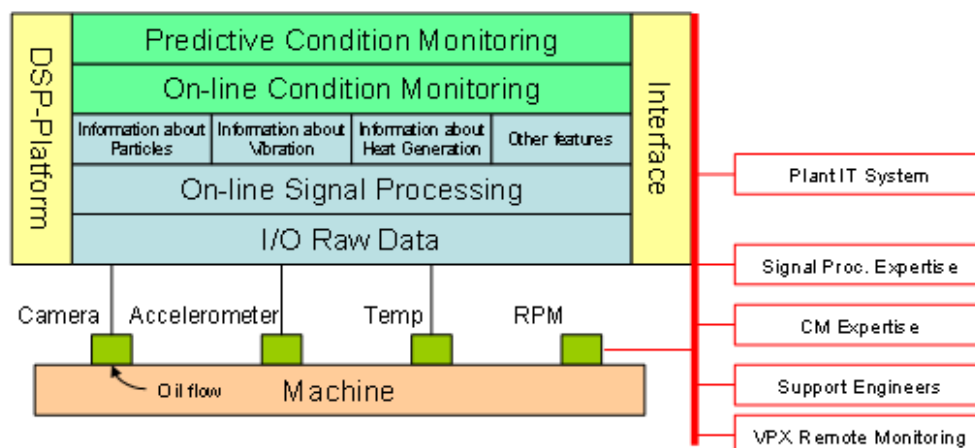 DSP-Platform
Predictive Condition Monitoring
On-line Condition Monitoring
Information about
Particles
Information about
Vibration
Information about
Heat Generation
Other features
On-line Signal Processing
I/O Raw Data
Interface
Plant IT System
Signal Proc. Expertise
CM Expertise
Support Engineers
VPX Remote Monitoring
Camera
Accelerometer
Temp
RPM
Oil flow
Machine